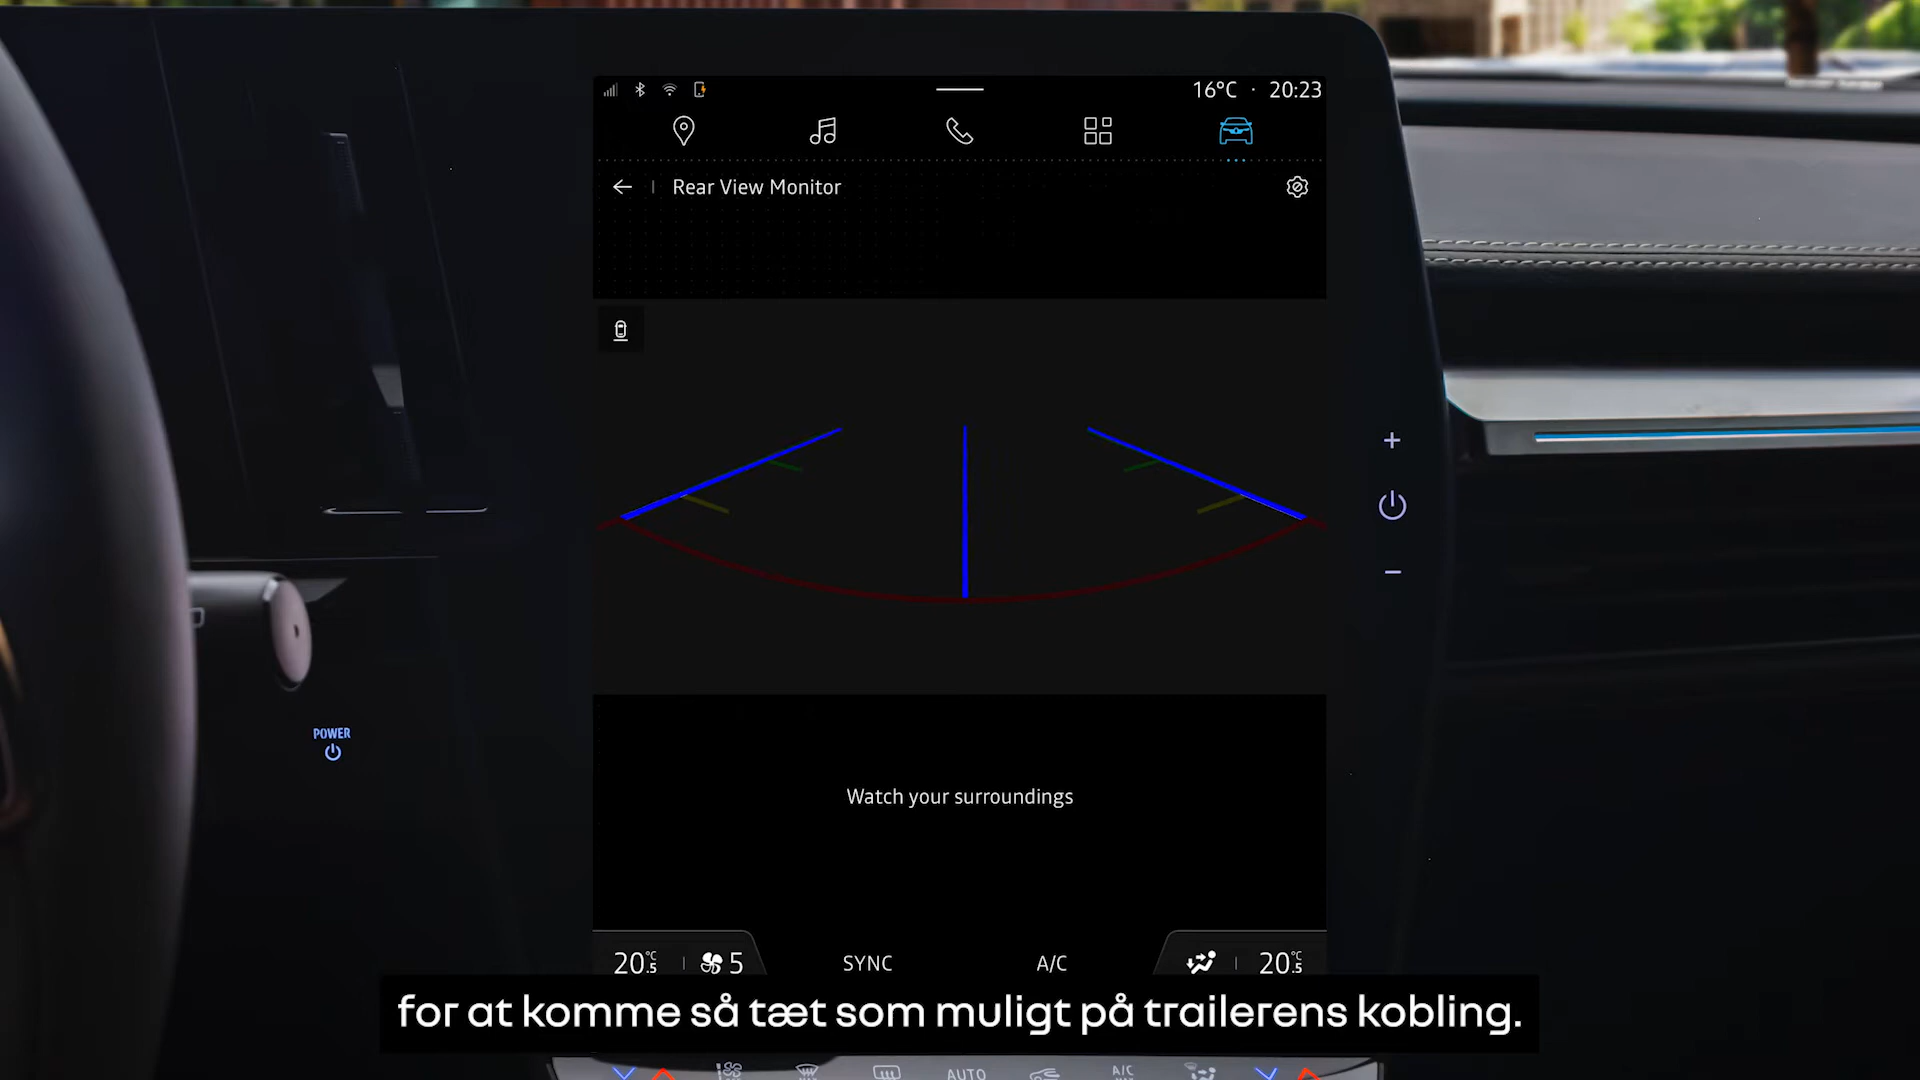 16°C · 20:23
Rear View Monitor
Watch your surroundings
POWER
20.5°C 5 SYNC A/C 20.5°C
for at komme så tæt som muligt på trailerens kobling.
AUTO A/C